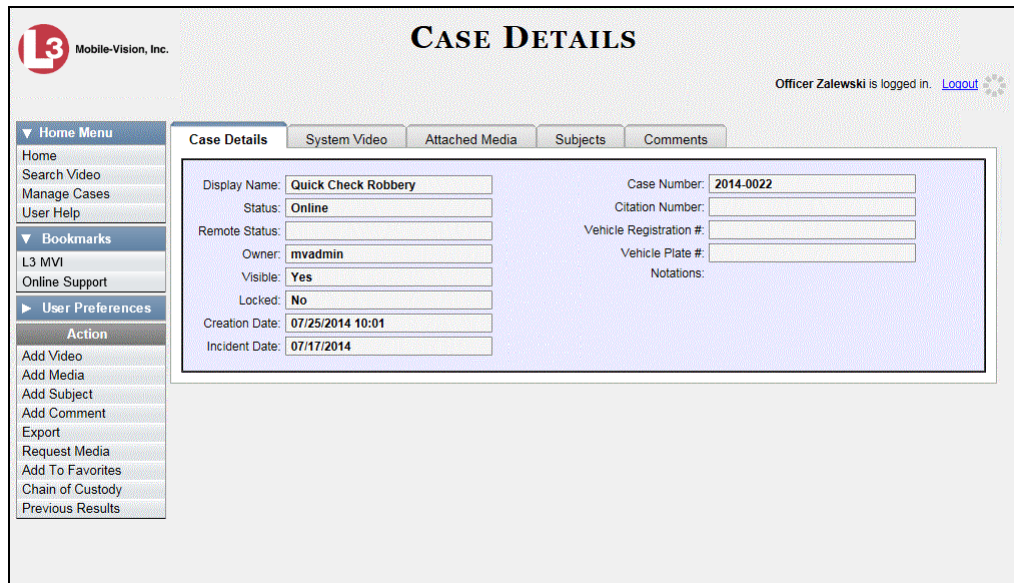 L3 Mobile-Vision, Inc.
CASE DETAILS
Officer Zalewski is logged in. Logout
▼ Home Menu
Home
Search Video
Manage Cases
User Help
▼ Bookmarks
L3 MVI
Online Support
► User Preferences
Action
Add Video
Add Media
Add Subject
Add Comment
Export
Request Media
Add To Favorites
Chain of Custody
Previous Results
Case Details System Video Attached Media Subjects Comments
Display Name: Quick Check Robbery
Status: Online
Remote Status:
Owner: mvadmin
Visible: Yes
Locked: No
Creation Date: 07/25/2014 10:01
Incident Date: 07/17/2014
Case Number: 2014-0022
Citation Number:
Vehicle Registration #:
Vehicle Plate #:
Notations: